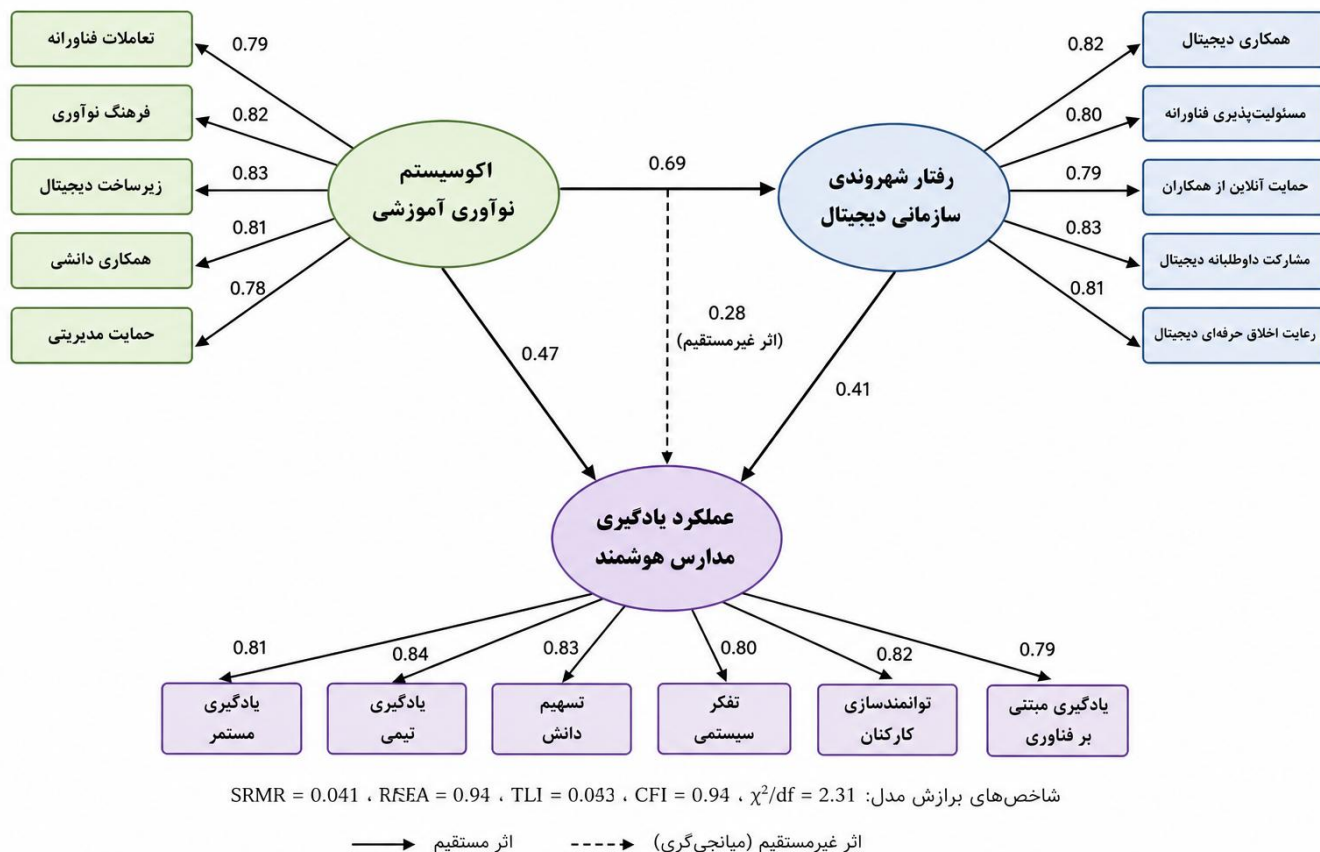 تعاملات فناورانه
0.79
فرهنگ نوآوری
0.82
زیرساخت دیجیتال
0.83
همکاری دانشی
0.81
حمایت مدیریتی
0.78
اکوسیستم
نوآوری آموزشی
0.69
رفتار شهروندی
سازمانی دیجیتال
0.82
همکاری دیجیتال
0.80
مسئولیت‌پذیری فناورانه
0.79
حمایت آنلاین از همکاران
0.83
مشارکت داوطلبانه دیجیتال
0.81
رعایت اخلاق حرفه‌ای دیجیتال
0.47
0.28
(اثر غیرمستقیم)
0.41
عملکرد یادگیری
مدارس هوشمند
0.81
0.84
0.83
0.80
0.82
0.79
یادگیری
مستمر
یادگیری
تیمی
تسهیم
دانش
تفکر
سیستمی
توانمندسازی
کارکنان
یادگیری مبتنی
بر فناوری
شاخص‌های برازش مدل: χ²/df = 2.31 ، CFI = 0.94 ، TLI = 0.043 ، = 0.94 ، SRMR = 0.041
اثر مستقیم
اثر غیرمستقیم (میانجی‌گری)